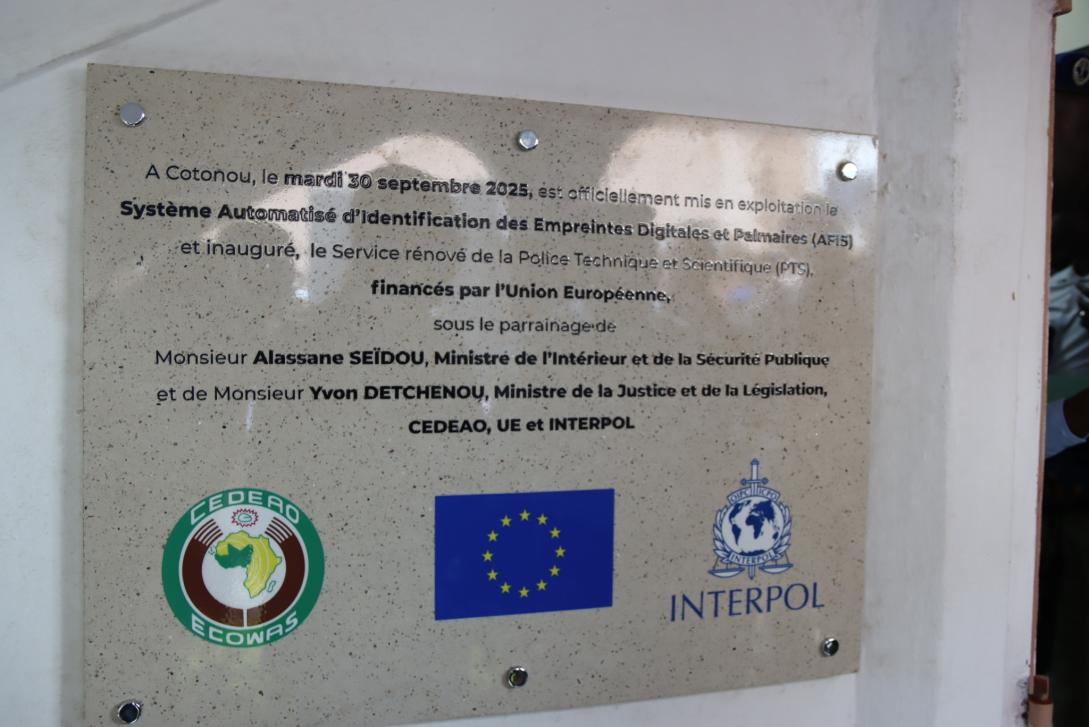 A Cotonou, le mardi 30 septembre 2025, est officiellement mis en exploitation le
Système Automatisé d'Identification des Empreintes Digitales et Palmaires (AFIS)
et inauguré, le Service rénové de la Police Technique et Scientifique (PTS),
financés par l'Union Européenne,
sous le parrainage de
Monsieur Alassane SEÏDOU, Ministre de l'Intérieur et de la Sécurité Publique
et de Monsieur Yvon DETCHENOU, Ministre de la Justice et de la Législation,
CEDEAO, UE et INTERPOL
CEDEAO
ECOWAS
OIPC ICPO
INTERPOL
INTERPOL